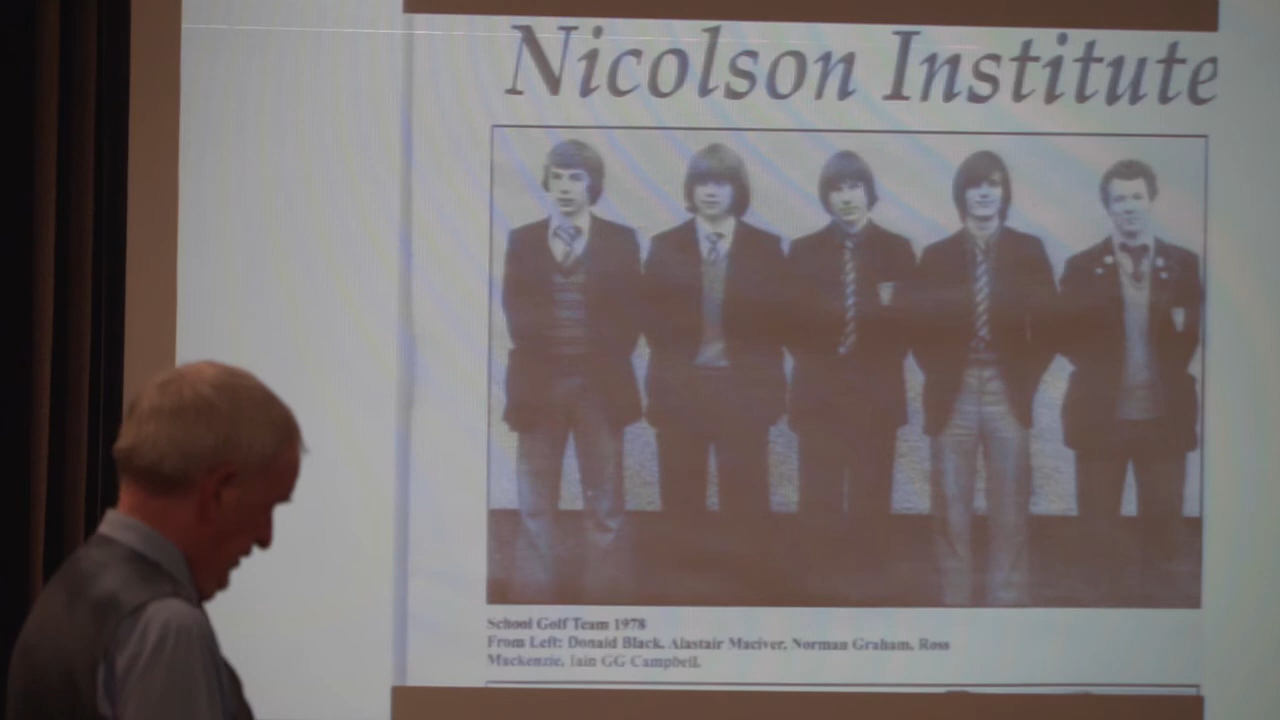 Nicolson Institute
School Golf Team 1978
From Left: Donald Black, Alastair Maciver, Norman Graham, Ross
Mackenzie, Iain GG Campbell.